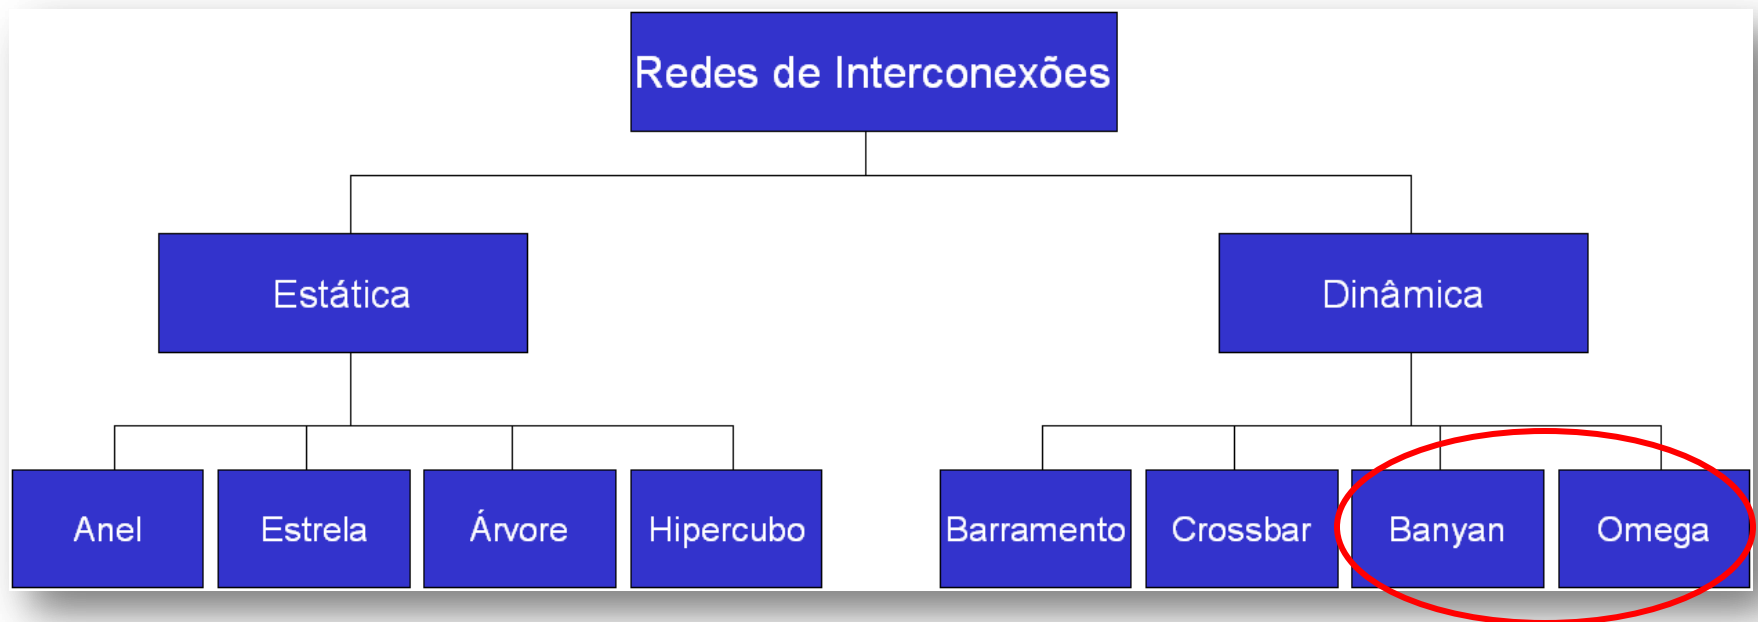 Redes de Interconexões
Estática
Dinâmica
Anel
Estrela
Árvore
Hipercubo
Barramento
Crossbar
Banyan
Omega